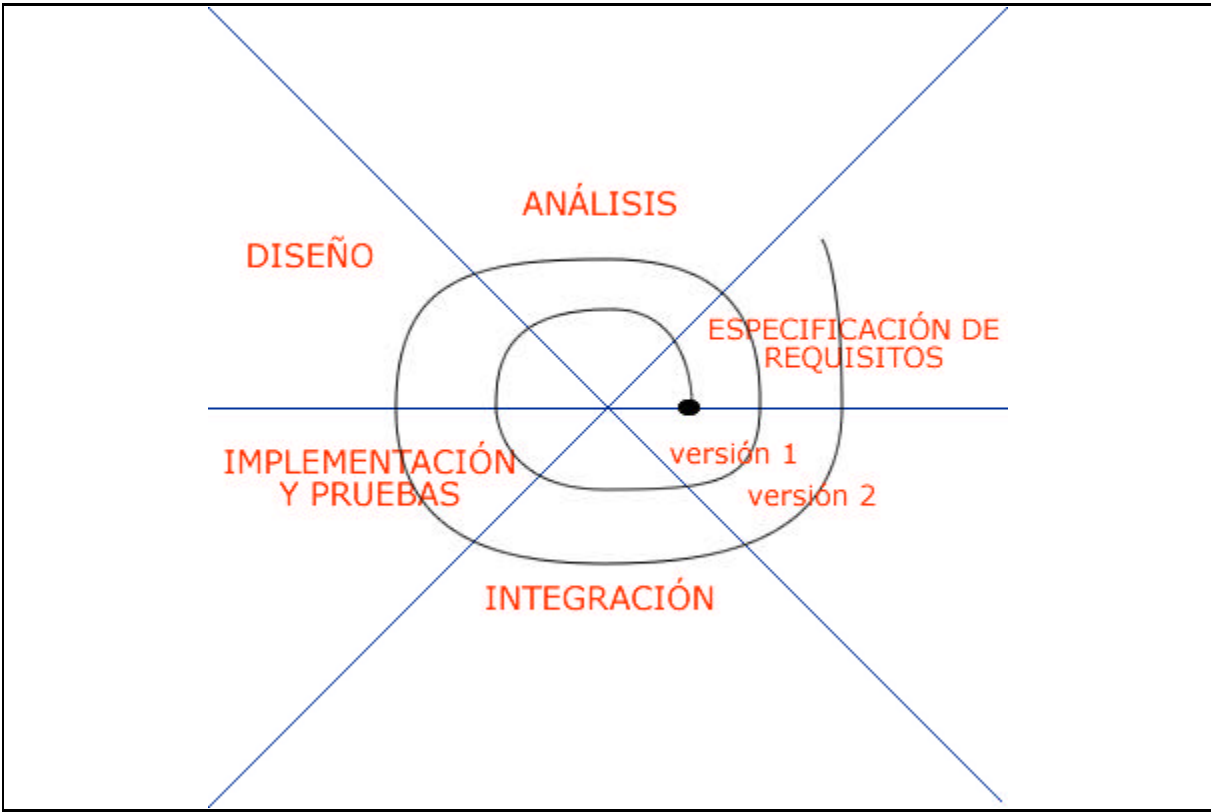 ANÁLISIS
DISEÑO
ESPECIFICACIÓN DE
REQUISITOS
IMPLEMENTACIÓN
Y PRUEBAS
versión 1
versión 2
INTEGRACIÓN